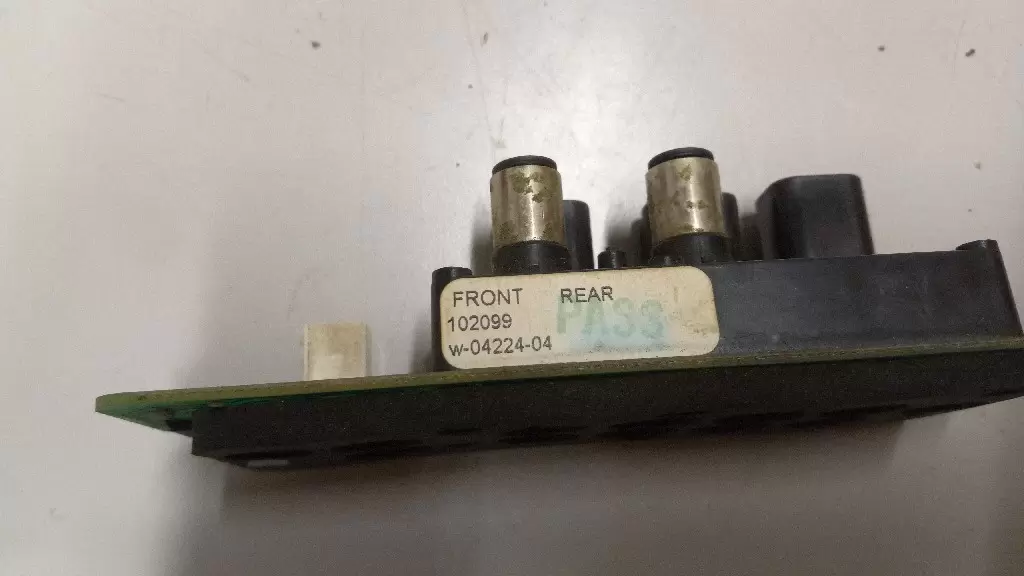 FRONT REAR
102099
w-04224-04
PASS